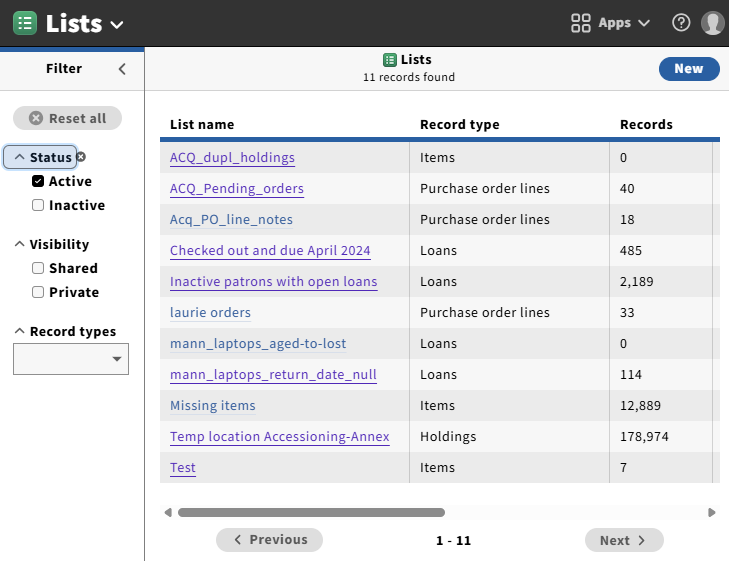 Lists
Apps
Filter
Lists
11 records found
New
Reset all
Status
Active
Inactive
Visibility
Shared
Private
Record types
List name Record type Records
ACQ_dupl_holdings Items 0
ACQ_Pending_orders Purchase order lines 40
Acq_PO_line_notes Purchase order lines 18
Checked out and due April 2024 Loans 485
Inactive patrons with open loans Loans 2,189
laurie orders Purchase order lines 33
mann_laptops_aged-to-lost Loans 0
mann_laptops_return_date_null Loans 114
Missing items Items 12,889
Temp location Accessioning-Annex Holdings 178,974
Test Items 7
Previous 1 - 11 Next